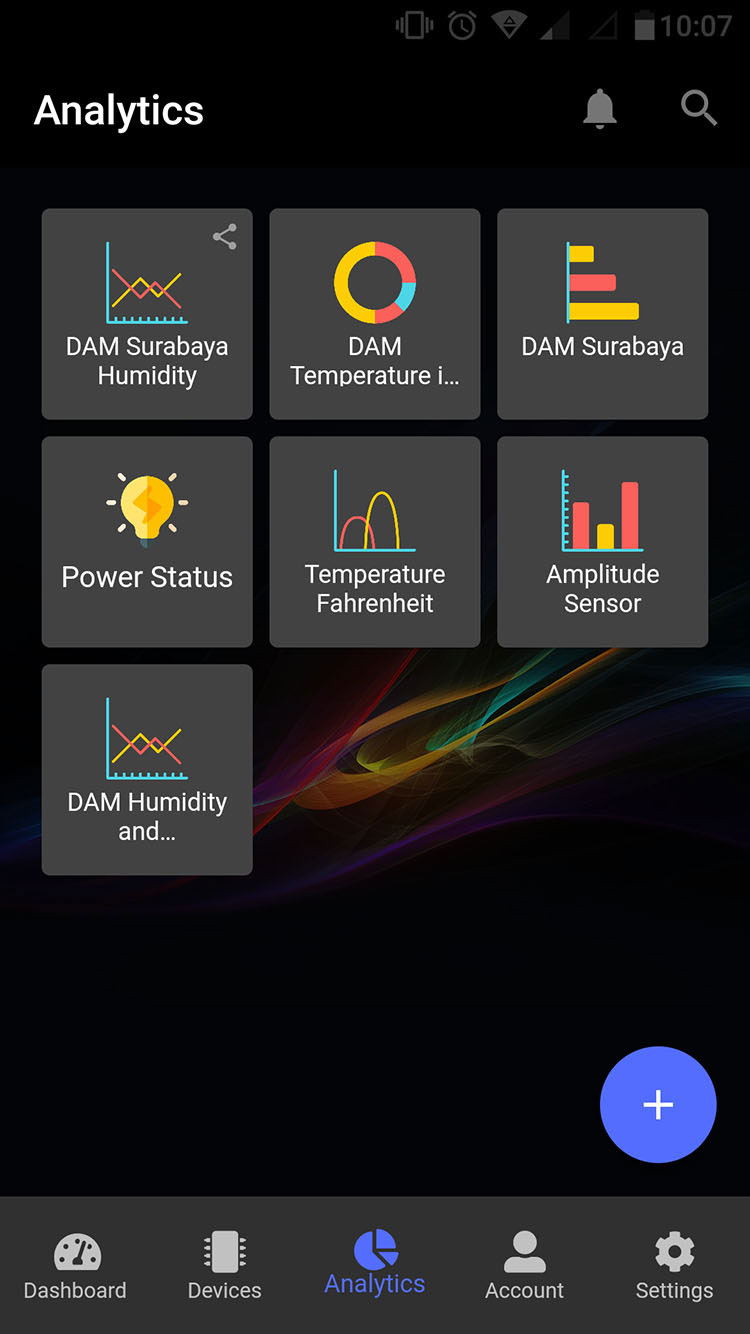 10:07
Analytics
DAM Surabaya
Humidity
DAM
Temperature i...
DAM Surabaya
Power Status
Temperature
Fahrenheit
Amplitude
Sensor
DAM Humidity
and...
Dashboard
Devices
Analytics
Account
Settings